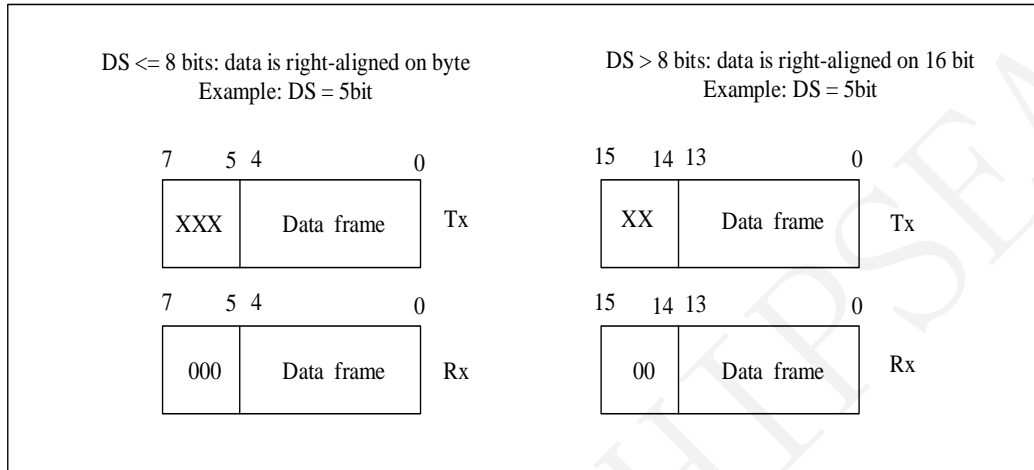 DS <= 8 bits: data is right-aligned on byte
Example: DS = 5bit
7 5 4 0
XXX Data frame Tx
7 5 4 0
000 Data frame Rx
DS > 8 bits: data is right-aligned on 16 bit
Example: DS = 5bit
15 14 13 0
XX Data frame Tx
15 14 13 0
00 Data frame Rx
HIPSEA